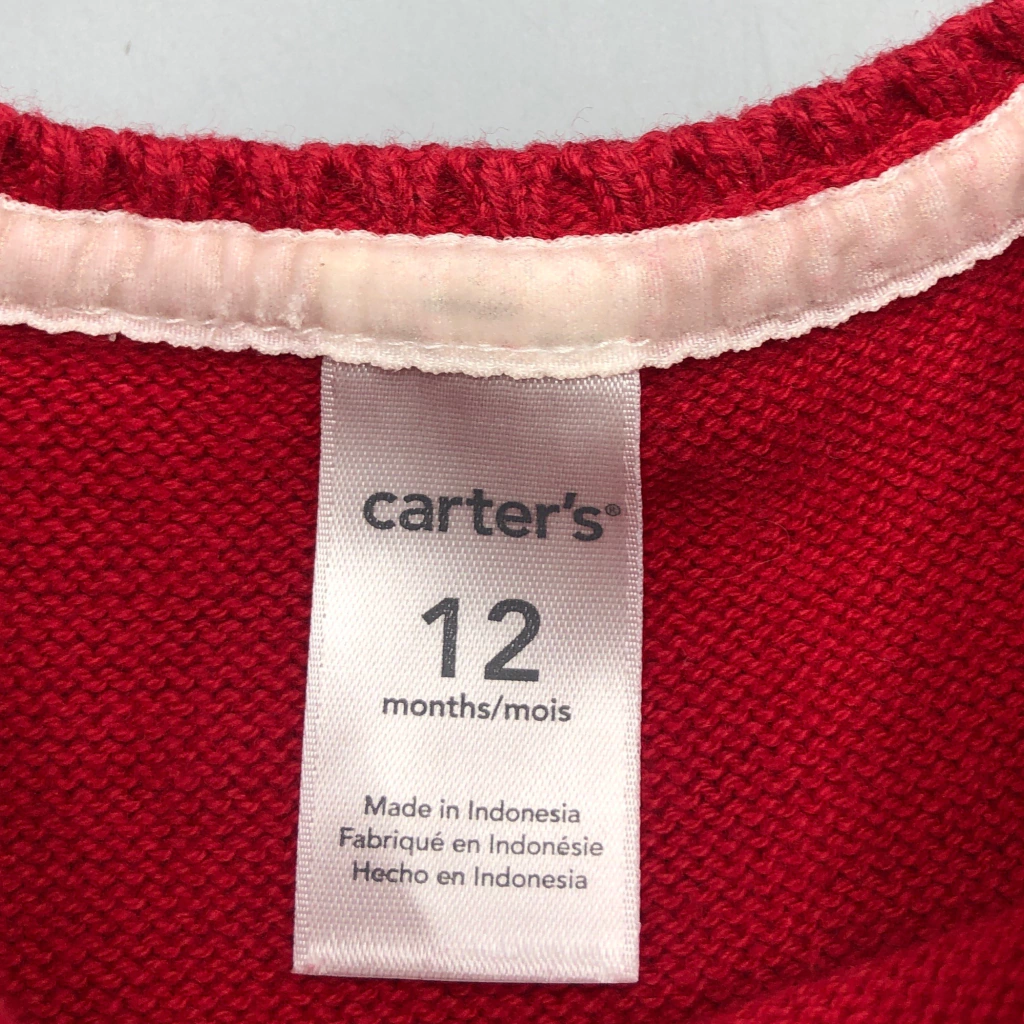 carter's®
12
months/mois
Made in Indonesia
Fabriqué en Indonésie
Hecho en Indonesia